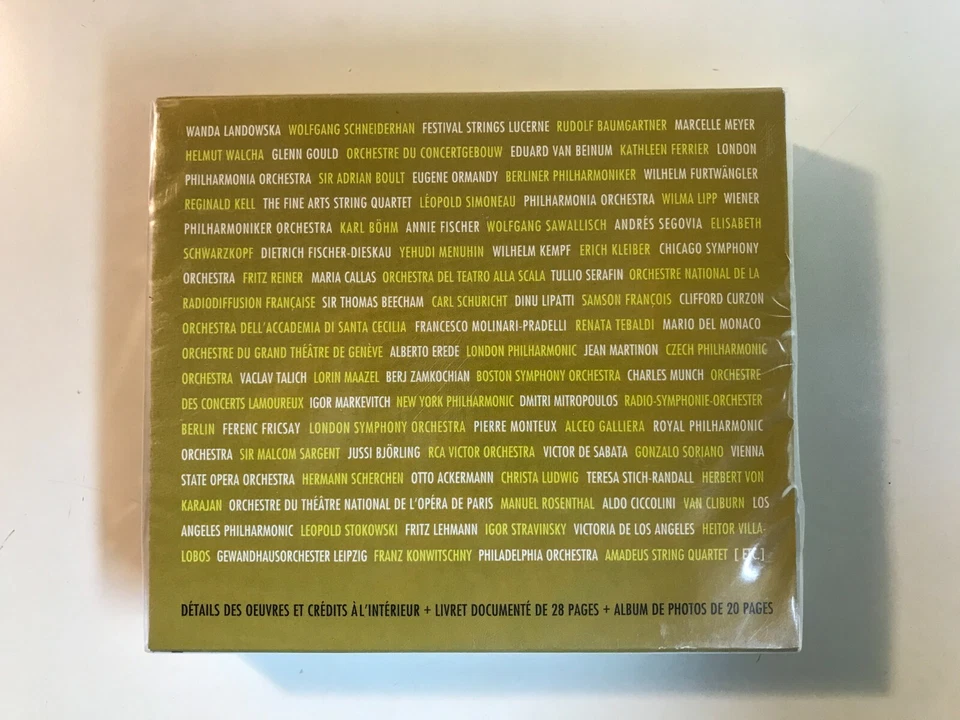 WANDA LANDOWSKA WOLFGANG SCHNEIDERHAN FESTIVAL STRINGS LUCERNE RUDOLF BAUMGARTNER MARCELLE MEYER
HELMUT WALCHA GLENN GOULD ORCHESTRE DU CONCERTGEBOUW EDUARD VAN BEINUM KATHLEEN FERRIER LONDON
PHILHARMONIA ORCHESTRA SIR ADRIAN BOULT EUGENE ORMANDY BERLINER PHILHARMONIKER WILHELM FURTWÄNGLER
REGINALD KELL THE FINE ARTS STRING QUARTET LÉOPOLD SIMONEAU PHILHARMONIA ORCHESTRA WILMA LIPP WIENER
PHILHARMONIKER ORCHESTRA KARL BÖHM ANNIE FISCHER WOLFGANG SAWALLISCH ANDRÈS SEGOVIA ELISABETH
SCHWARZKOPF DIETRICH FISCHER-DIESKAU YEHUDI MENUHIN WILHELM KEMPF ERICH KLEIBER CHICAGO SYMPHONY
ORCHESTRA FRITZ REINER MARIA CALLAS ORCHESTRA DEL TEATRO ALLA SCALA TULLIO SERAFIN ORCHESTRE NATIONAL DE LA
RADIODIFFUSION FRANÇAISE SIR THOMAS BEECHAM CARL SCHURICHT DINU LIPATTI SAMSON FRANÇOIS CLIFFORD CURZON
ORCHESTRA DELL'ACCADEMIA DI SANTA CECILIA FRANCESCO MOLINARI-PRADELLI RENATA TEBALDI MARIO DEL MONACO
ORCHESTRE DU GRAND THÉÂTRE DE GENÈVE ALBERTO EREDE LONDON PHILHARMONIC JEAN MARTINON CZECH PHILHARMONIC
ORCHESTRA VACLAV TALICH LORIN MAAZEL BERJ ZAMKOCHIAN BOSTON SYMPHONY ORCHESTRA CHARLES MUNCH ORCHESTRE
DES CONCERTS LAMOUREUX IGOR MARKEVITCH NEW YORK PHILHARMONIC DMITRI MITROPOULOS RADIO-SYMPHONIE-ORCHESTER
BERLIN FERENC FRICSAY LONDON SYMPHONY ORCHESTRA PIERRE MONTEUX ALCEO GALLIERA ROYAL PHILHARMONIC
ORCHESTRA SIR MALCOM SARGENT JUSSI BJÖRLING RCA VICTOR ORCHESTRA VICTOR DE SABATA GONZALO SORIANO VIENNA
STATE OPERA ORCHESTRA HERMANN SCHERCHEN OTTO ACKERMANN CHRISTA LUDWIG TERESA STICH-RANDALL HERBERT VON
KARAJAN ORCHESTRE DU THÉÂTRE NATIONAL DE L'OPÉRA DE PARIS MANUEL ROSENTHAL ALDO CICCOLINI VAN CLIBURN LOS
ANGELES PHILHARMONIC LEOPOLD STOKOWSKI FRITZ LEHMANN IGOR STRAVINSKY VICTORIA DE LOS ANGELES HEITOR VILLA-
LOBOS GEWANDHAUSORCHESTER LEIPZIG FRANZ KONWITSCHNY PHILADELPHIA ORCHESTRA AMADEUS STRING QUARTET [ ETC.]
DÉTAILS DES OEUVRES ET CRÉDITS À L'INTÉRIEUR + LIVRET DOCUMENTÉ DE 28 PAGES + ALBUM DE PHOTOS DE 20 PAGES